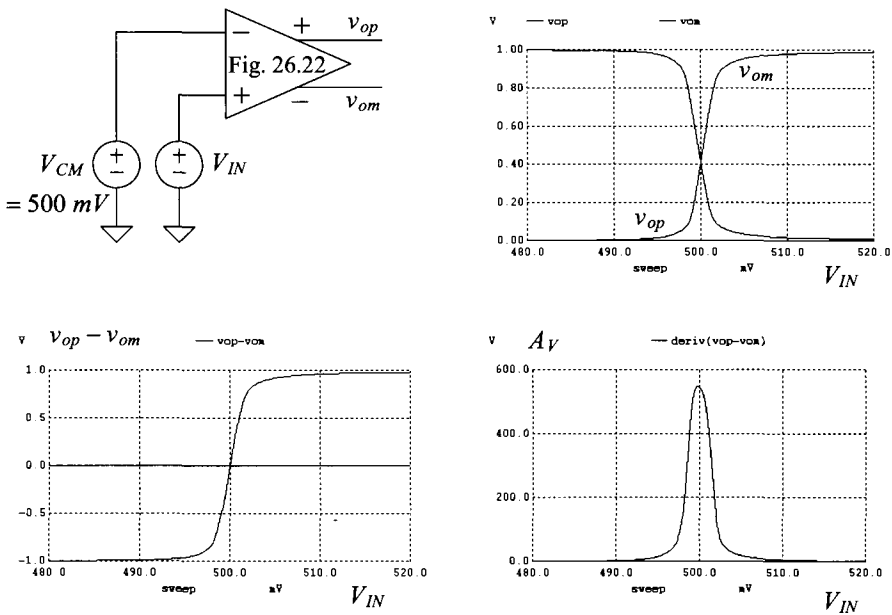 + v_op
−
Fig. 26.22
+
− v_om
V_CM + − + − V_IN
= 500 mV
V — vop — vom
1.00
v_om
0.80
0.60
0.40
0.20
v_op
0.00
480.0 490.0 500.0 510.0 520.0
sweep mV V_IN
V v_op − v_om — vop-vom
1.0
0.5
0.0
-0.5
-1.0
480.0 490.0 500.0 510.0 520.0
sweep mV V_IN
V A_V — deriv(vop-vom)
600.0
400.0
200.0
0.0
480.0 490.0 500.0 510.0 520.0
sweep mV V_IN